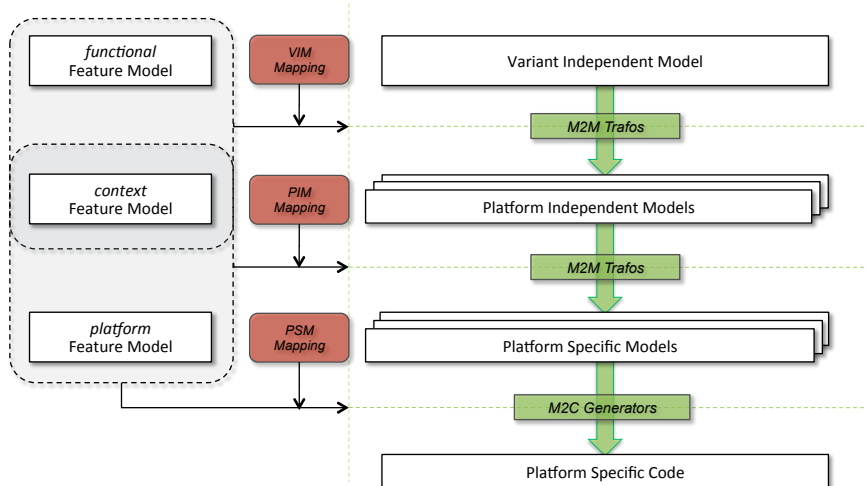 functional
Feature Model
VIM
Mapping
Variant Independent Model
M2M Trafos
context
Feature Model
PIM
Mapping
Platform Independent Models
M2M Trafos
platform
Feature Model
PSM
Mapping
Platform Specific Models
M2C Generators
Platform Specific Code